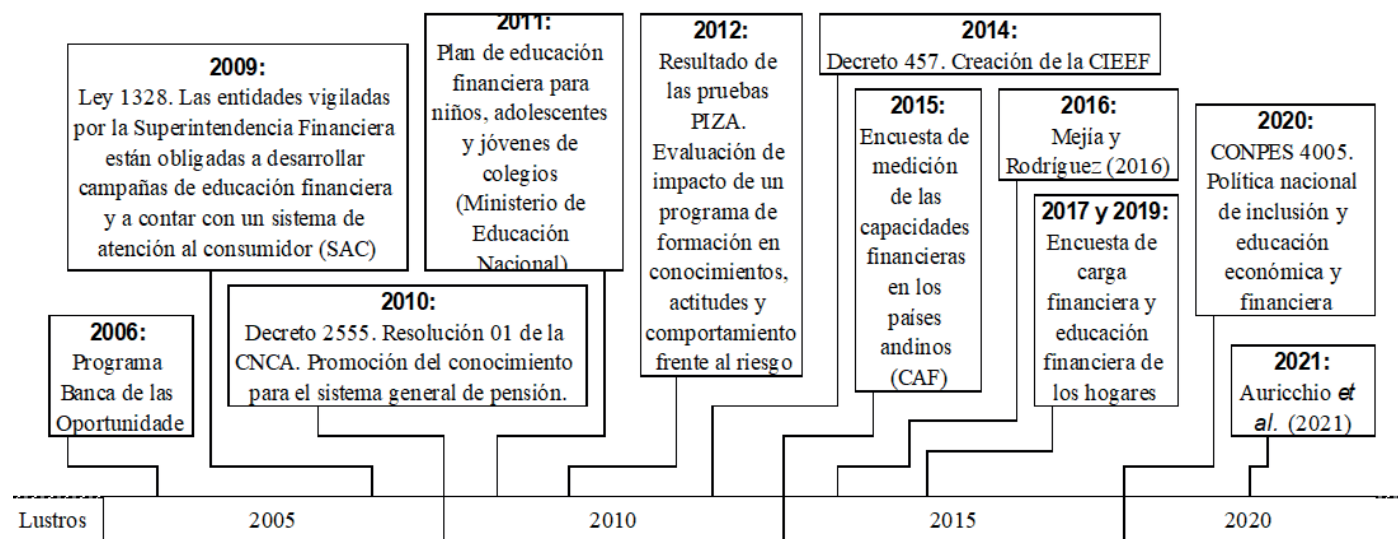 2009:
Ley 1328. Las entidades vigiladas
por la Superintendencia Financiera
están obligadas a desarrollar
campañas de educación financiera
y a contar con un sistema de
atención al consumidor (SAC)
2011:
Plan de educación
financiera para
niños, adolescentes
y jóvenes de
colegios
(Ministerio de
Educación
Nacional)
2012:
Resultado de
las pruebas
PIZA.
Evaluación de
impacto de un
programa de
formación en
conocimientos,
actitudes y
comportamiento
frente al riesgo
2014:
Decreto 457. Creación de la CIEEF
2015:
Encuesta de
medición
de las
capacidades
financieras
en los
países
andinos
(CAF)
2016:
Mejía y
Rodríguez (2016)
2017 y 2019:
Encuesta de
carga
financiera y
educación
financiera de
los hogares
2020:
CONPES 4005.
Política nacional
de inclusión y
educación
económica y
financiera
2006:
Programa
Banca de las
Oportunidade
2010:
Decreto 2555. Resolución 01 de la
CNCA. Promoción del conocimiento
para el sistema general de pensión.
2021:
Auricchio et
al. (2021)
Lustros 2005 2010 2015 2020